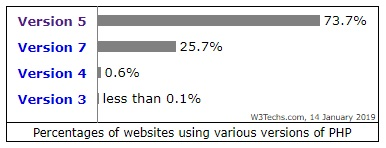 Version 5 73.7%
Version 7 25.7%
Version 4 0.6%
Version 3 less than 0.1%
W3Techs.com, 14 January 2019
Percentages of websites using various versions of PHP